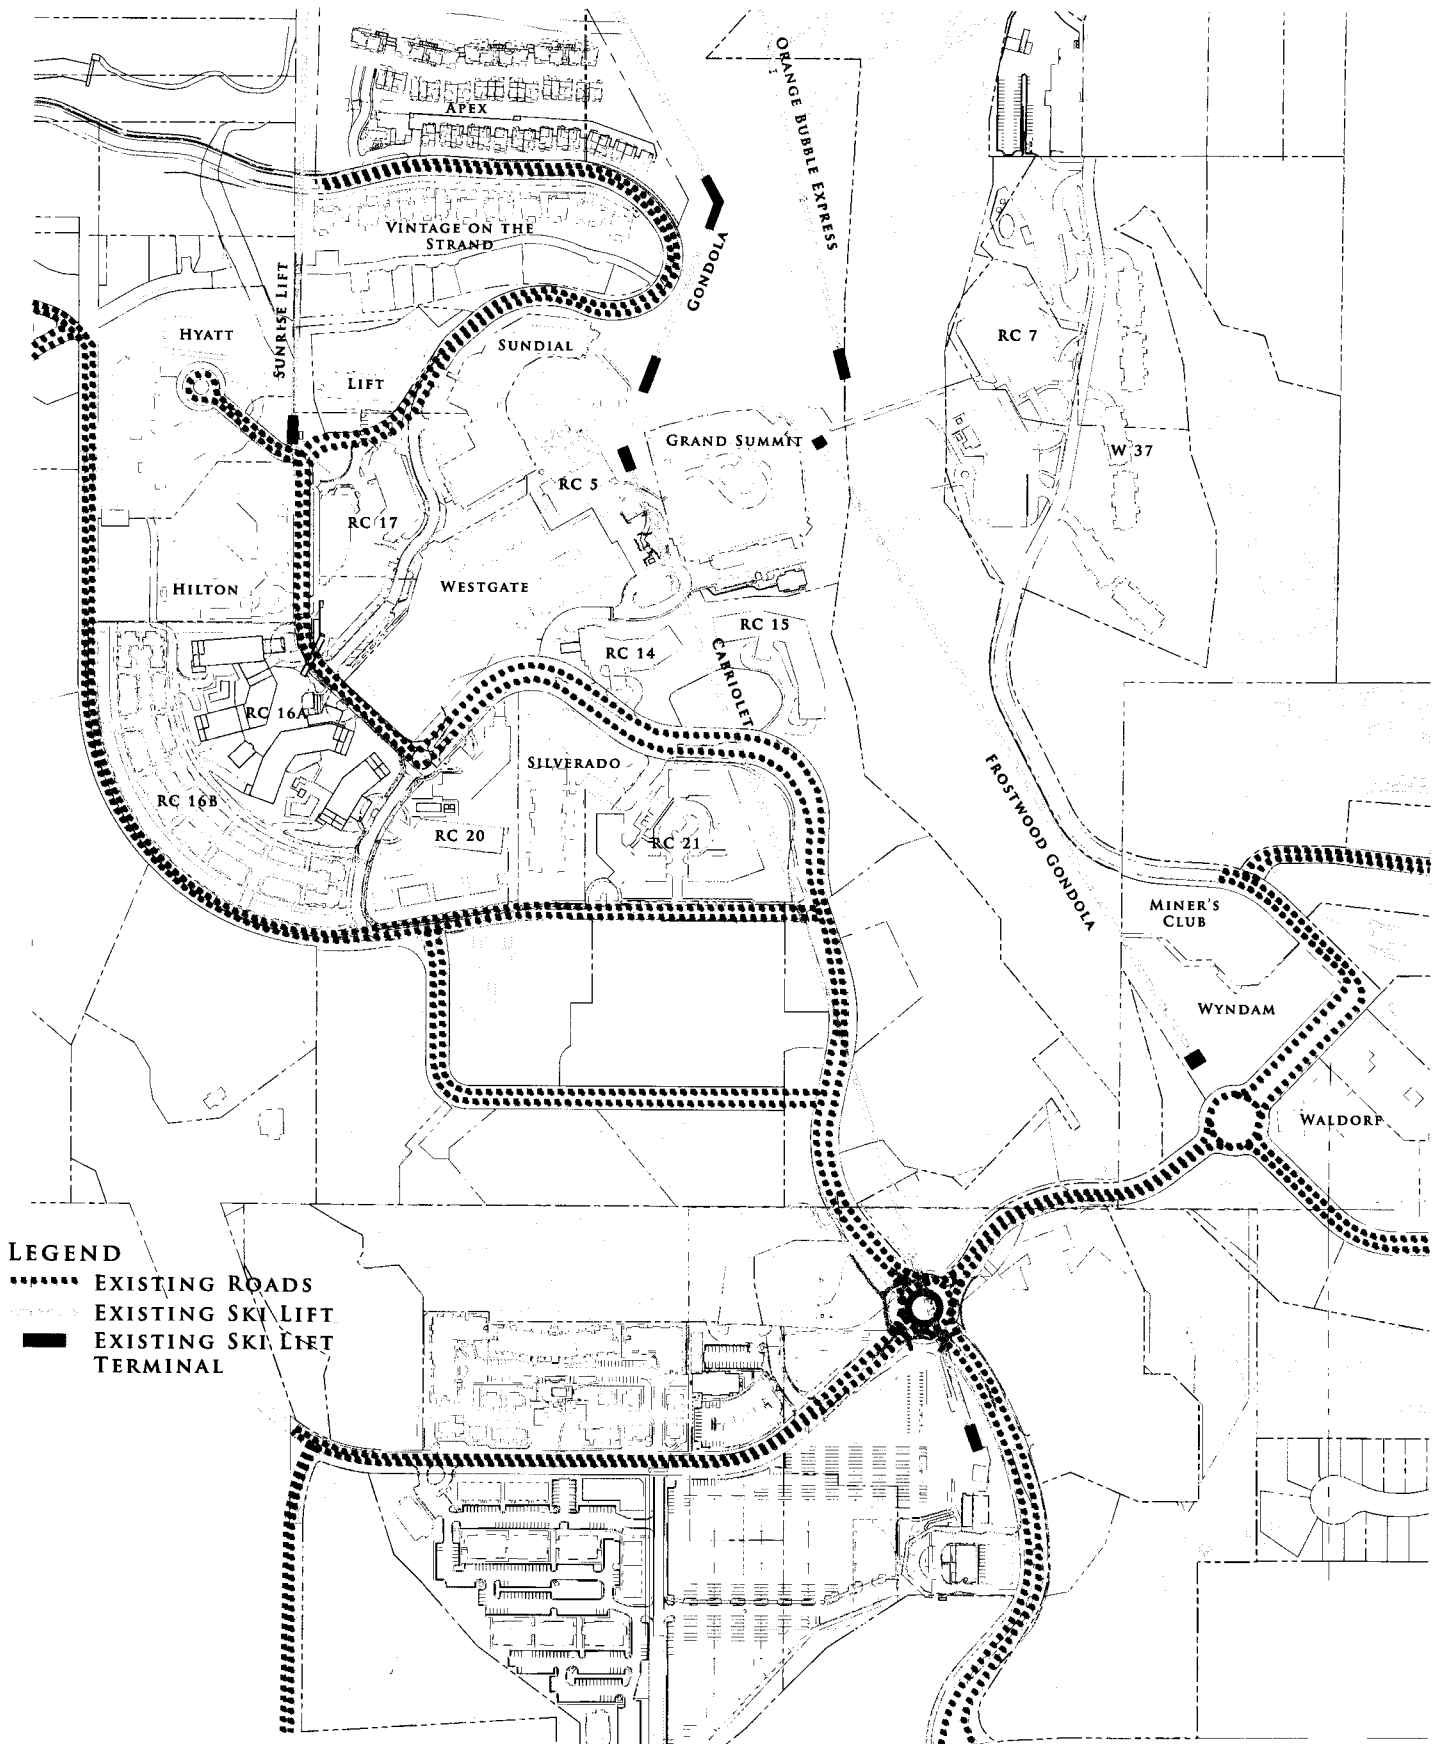 ORANGE BUBBLE EXPRESS
APEX
VINTAGE ON THE
STRAND
GONDOLA
SUNRISE LIFT
HYATT
SUNDIAL
RC 7
LIFT
GRAND SUMMIT
W 37
RC 5
RC 17
HILTON
WESTGATE
RC 15
RC 14
CABRIOLET
RC 16A
SILVERADO
RC 16B
RC 20
RC 21
FROSTWOOD GONDOLA
MINER'S
CLUB
WYNDAM
WALDORF
LEGEND
EXISTING ROADS
EXISTING SKI LIFT
EXISTING SKI LIFT
TERMINAL